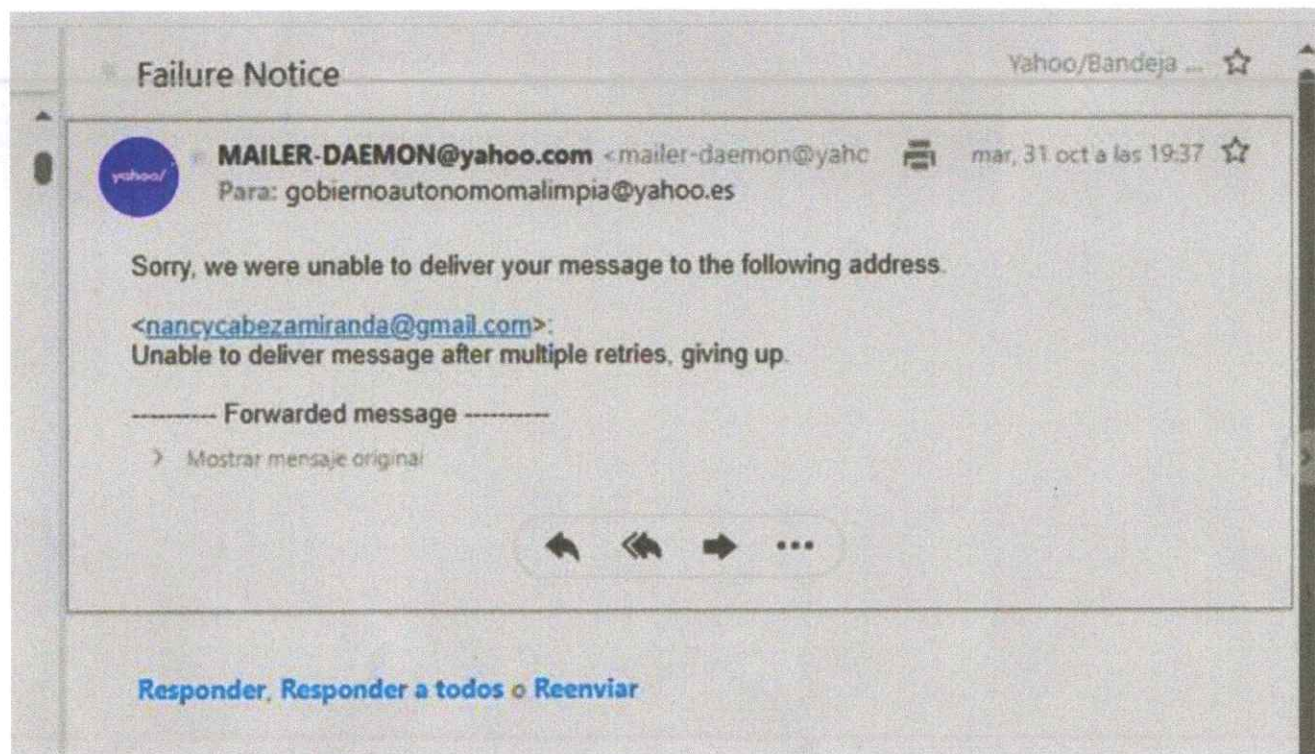 Failure Notice
Yahoo/Bandeja ...
yahoo/
MAILER-DAEMON@yahoo.com <mailer-daemon@yahc
mar, 31 oct a las 19:37
Para: gobiernoautonomomalimpia@yahoo.es
Sorry, we were unable to deliver your message to the following address.
<nancycabezamiranda@gmail.com>:
Unable to deliver message after multiple retries, giving up.
---------- Forwarded message ----------
Mostrar mensaje original
Responder, Responder a todos o Reenviar